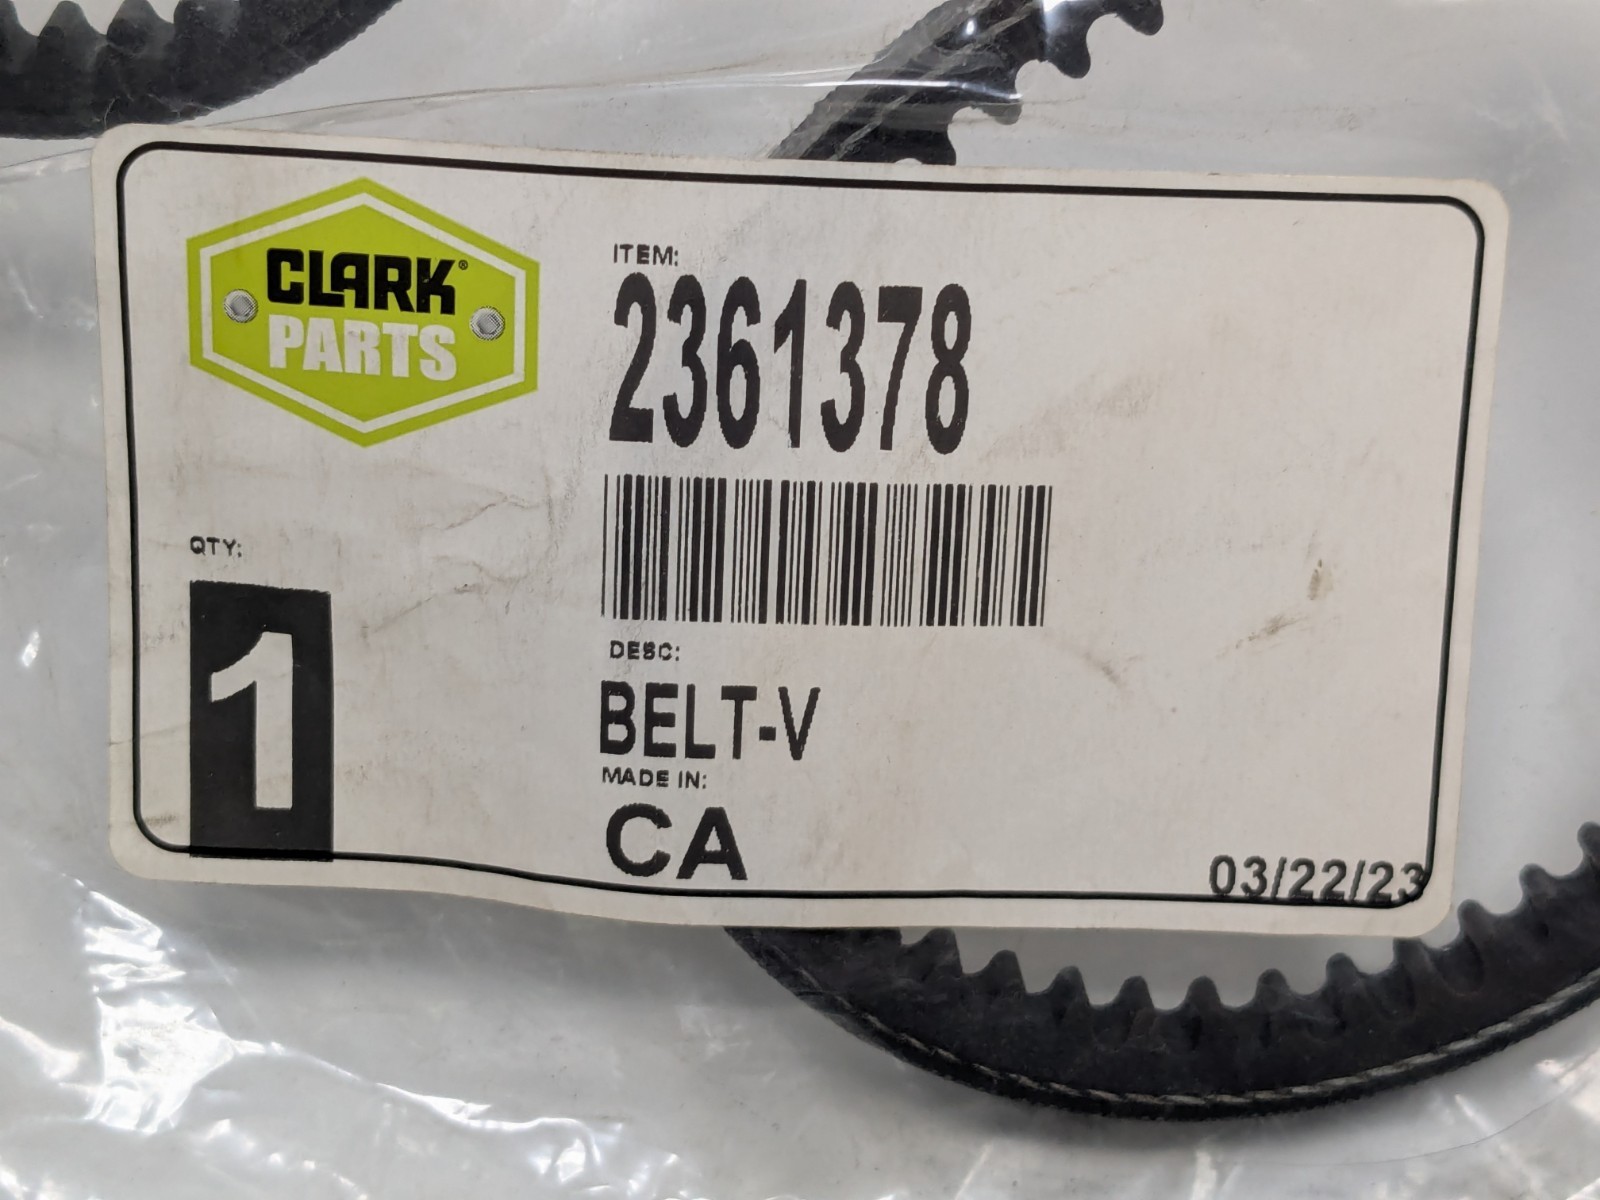 CLARK®
PARTS
ITEM:
2361378
QTY:
1
DESC:
BELT-V
MADE IN:
CA
03/22/23